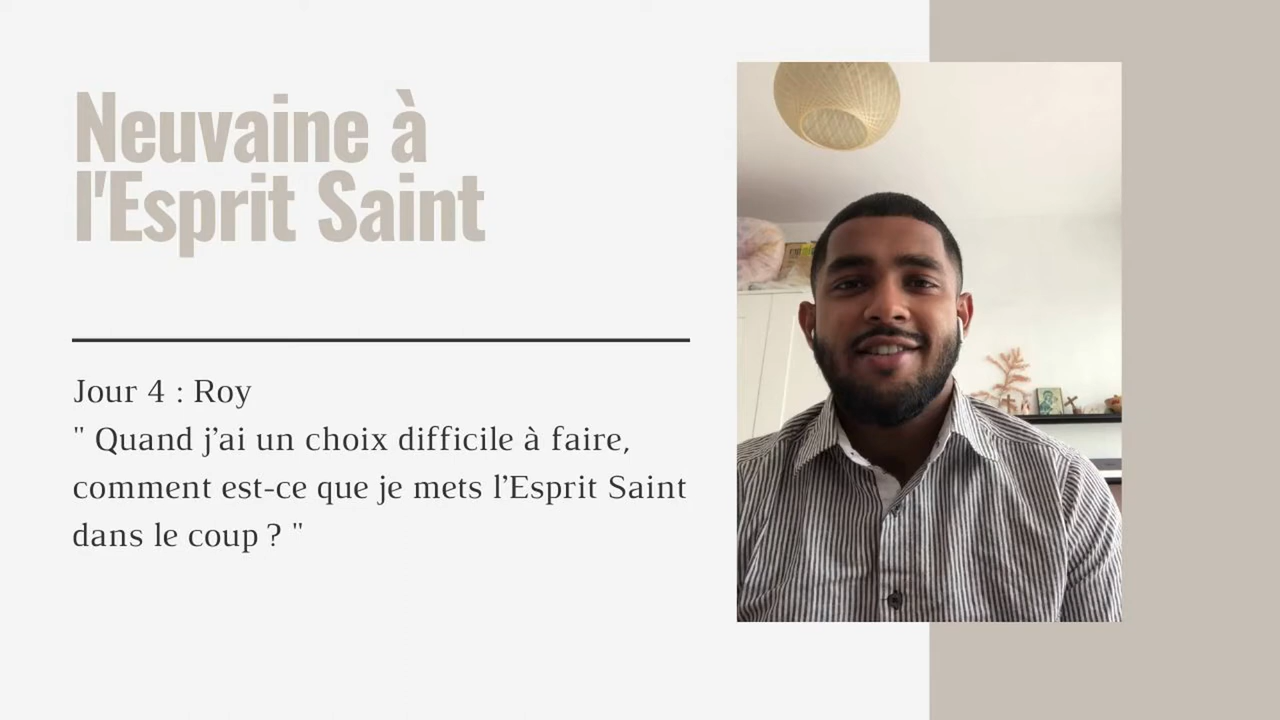 Neuvaine à
l'Esprit Saint
Jour 4 : Roy
" Quand j’ai un choix difficile à faire,
comment est-ce que je mets l’Esprit Saint
dans le coup ? "